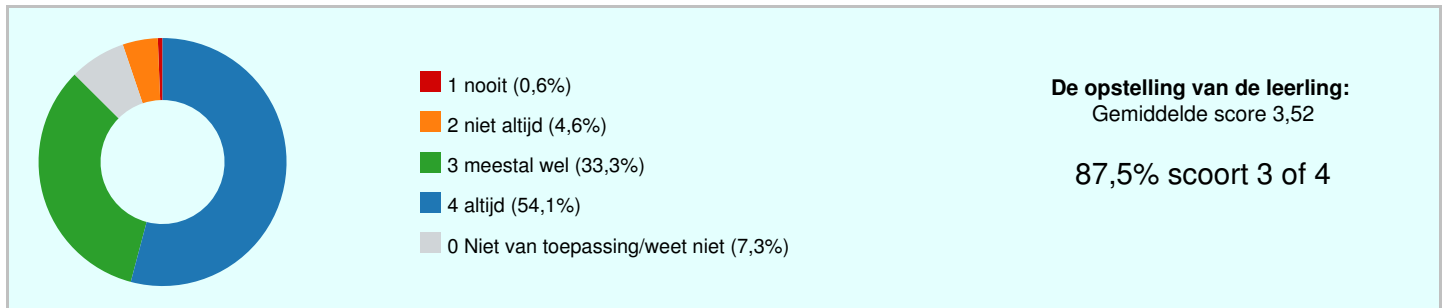 1 nooit (0,6%)
2 niet altijd (4,6%)
3 meestal wel (33,3%)
4 altijd (54,1%)
0 Niet van toepassing/weet niet (7,3%)
De opstelling van de leerling:
Gemiddelde score 3,52
87,5% scoort 3 of 4